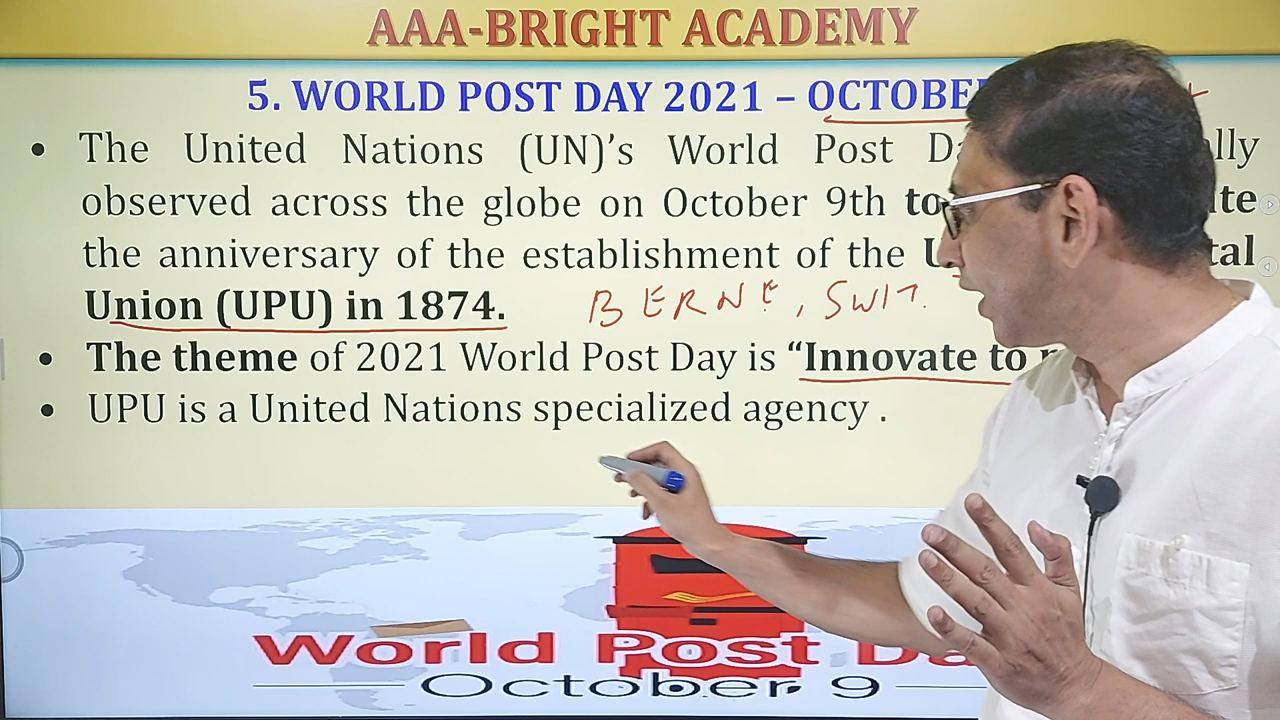 AAA-BRIGHT ACADEMY
5. WORLD POST DAY 2021 – OCTOBE
• The United Nations (UN)’s World Post Da lly
observed across the globe on October 9th to te
the anniversary of the establishment of the U tal
Union (UPU) in 1874. BERNE, SWIT.
• The theme of 2021 World Post Day is “Innovate to
• UPU is a United Nations specialized agency .
World Post Da
October 9